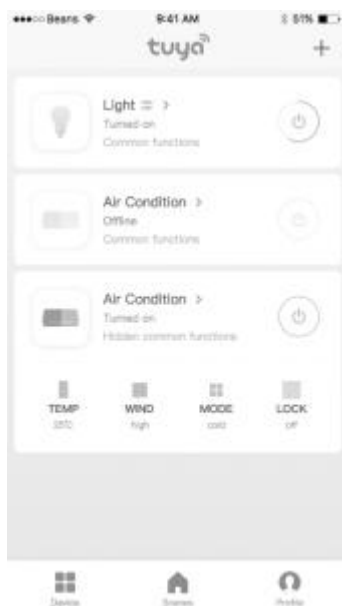 Beans 9:41 AM 51%
tuya
Light
Turned on
Common functions
Air Condition
Offline
Common functions
Air Condition
Turned on
Hidden common functions
TEMP WIND MODE LOCK
high cold off
Device Scenes Profile